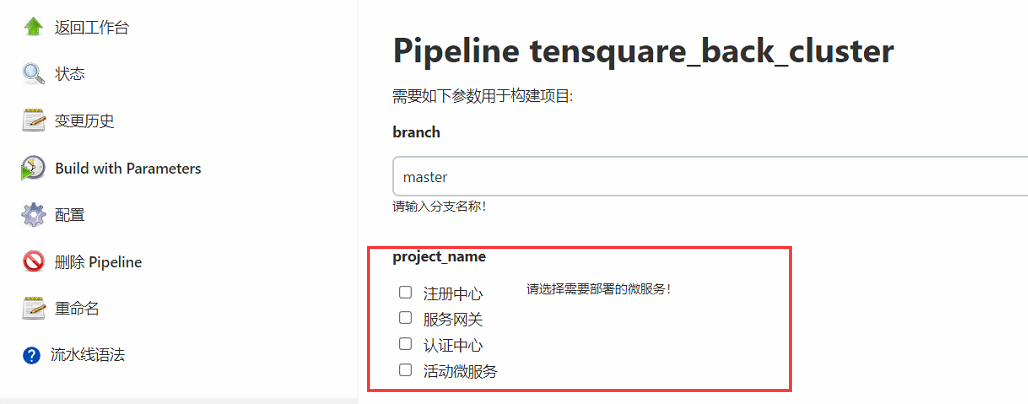 返回工作台
状态
变更历史
Build with Parameters
配置
删除 Pipeline
重命名
流水线语法
Pipeline tensquare_back_cluster
需要如下参数用于构建项目:
branch
master
请输入分支名称！
project_name
注册中心
请选择需要部署的微服务！
服务网关
认证中心
活动微服务